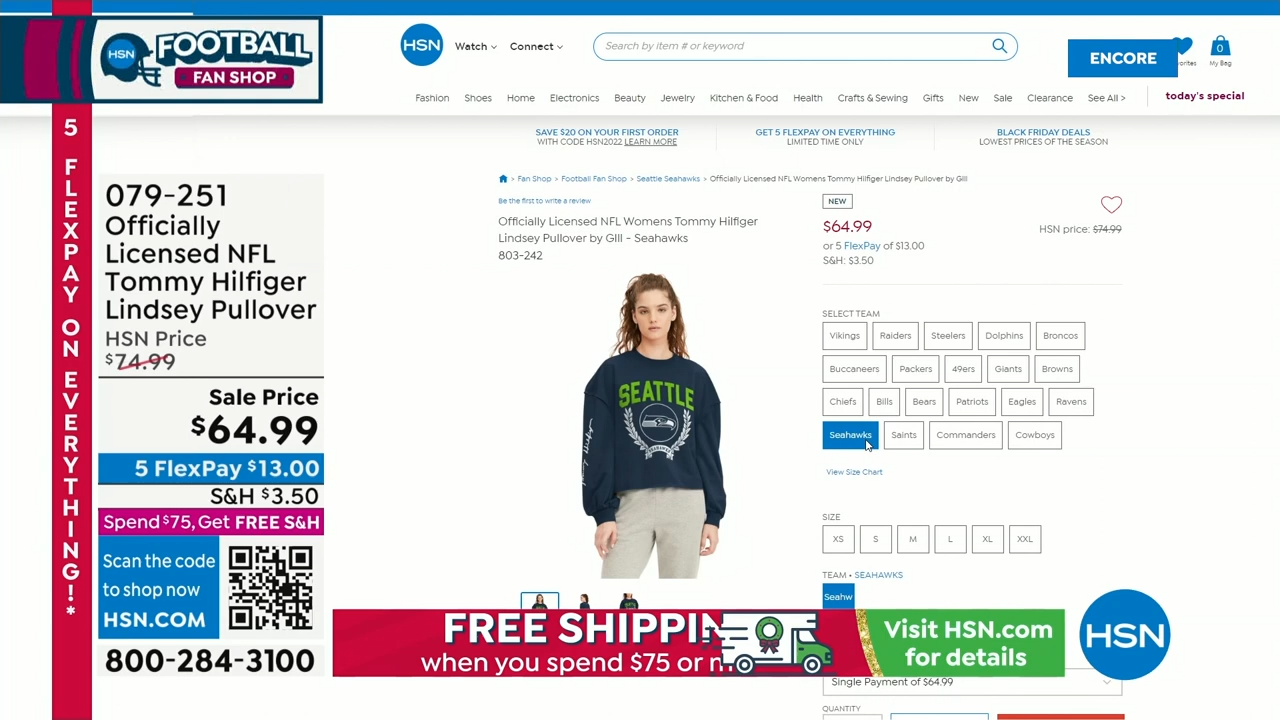 HSN
FOOTBALL
FAN SHOP
5 FLEXPAY ON EVERYTHING!*
079-251
Officially
Licensed NFL
Tommy Hilfiger
Lindsey Pullover
HSN Price
$74.99
Sale Price
$64.99
5 FlexPay $13.00
S&H $3.50
Spend $75, Get FREE S&H
Scan the code
to shop now
HSN.COM
800-284-3100
HSN
Watch
Connect
Search by item # or keyword
ENCORE
0
My Bag
Fashion Shoes Home Electronics Beauty Jewelry Kitchen & Food Health Crafts & Sewing Gifts New Sale Clearance See All > today's special
SAVE $20 ON YOUR FIRST ORDER
WITH CODE HSN2022 LEARN MORE
GET 5 FLEXPAY ON EVERYTHING
LIMITED TIME ONLY
BLACK FRIDAY DEALS
LOWEST PRICES OF THE SEASON
> Fan Shop > Football Fan Shop > Seattle Seahawks > Officially Licensed NFL Womens Tommy Hilfiger Lindsey Pullover by GIII
Be the first to write a review
Officially Licensed NFL Womens Tommy Hilfiger
Lindsey Pullover by GIII - Seahawks
803-242
SEATTLE
SEAHAWKS
NEW
$64.99
HSN price: $74.99
or 5 FlexPay of $13.00
S&H: $3.50
SELECT TEAM
Vikings Raiders Steelers Dolphins Broncos
Buccaneers Packers 49ers Giants Browns
Chiefs Bills Bears Patriots Eagles Ravens
Seahawks Saints Commanders Cowboys
View Size Chart
SIZE
XS S M L XL XXL
TEAM • SEAHAWKS
Seahw
FREE SHIPPIN
when you spend $75 or m
Visit HSN.com
for details
HSN
Single Payment of $64.99
QUANTITY